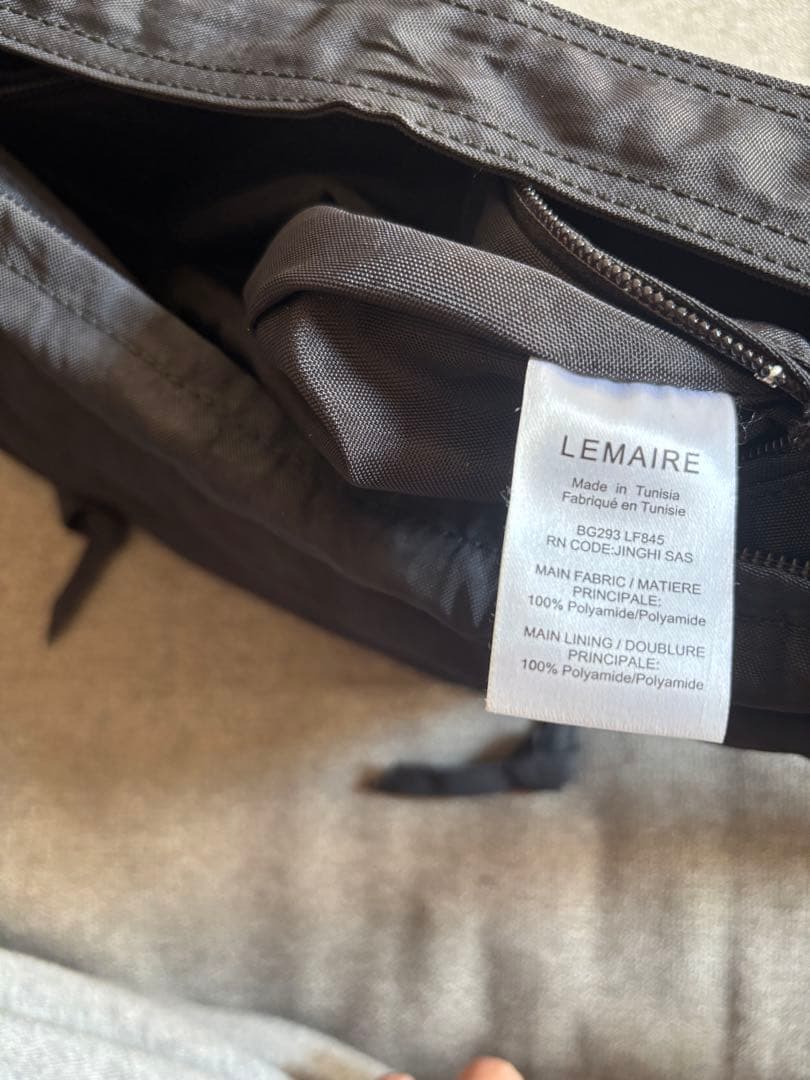 LEMAIRE
Made in Tunisia
Fabriqué en Tunisie
BG293 LF845
RN CODE:JINGHI SAS
MAIN FABRIC / MATIERE
PRINCIPALE:
100% Polyamide/Polyamide
MAIN LINING / DOUBLURE
PRINCIPALE:
100% Polyamide/Polyamide